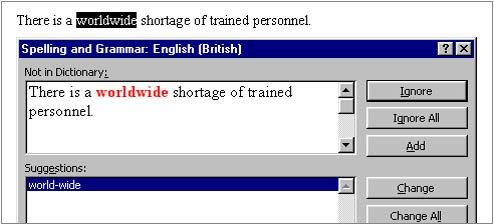 There is a worldwide shortage of trained personnel.
Spelling and Grammar: English (British)
Not in Dictionary:
There is a worldwide shortage of trained
personnel.
Ignore
Ignore All
Add
Suggestions:
world-wide
Change
Change All